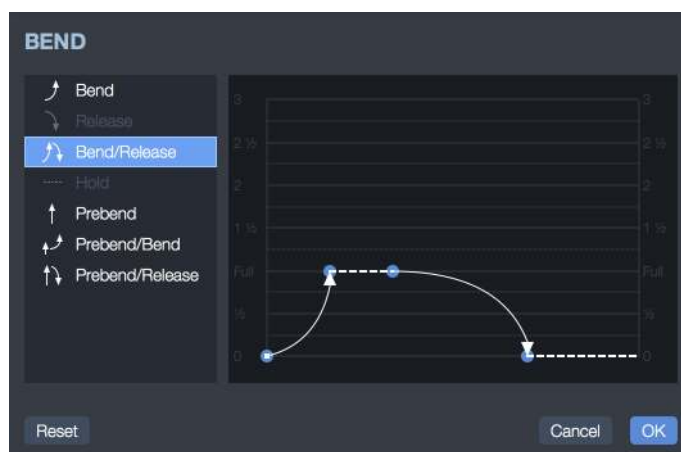 BEND
Bend
Release
Bend/Release
Hold
Prebend
Prebend/Bend
Prebend/Release
3 3
2 ½ 2 ½
2 2
1 ½ 1 ½
Full Full
½ ½
0 0
Reset Cancel OK